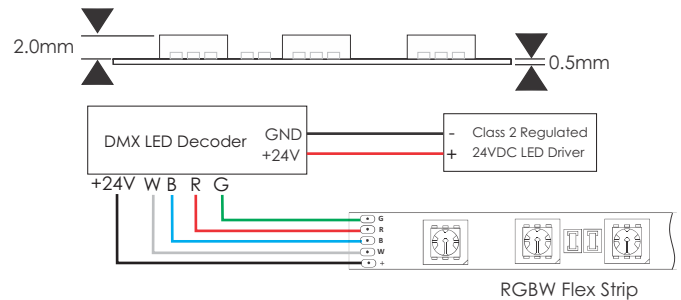 2.0mm
0.5mm
DMX LED Decoder
GND
+24V
- Class 2 Regulated
+ 24VDC LED Driver
+24V W B R G
G
R
B
W
+
RGBW Flex Strip